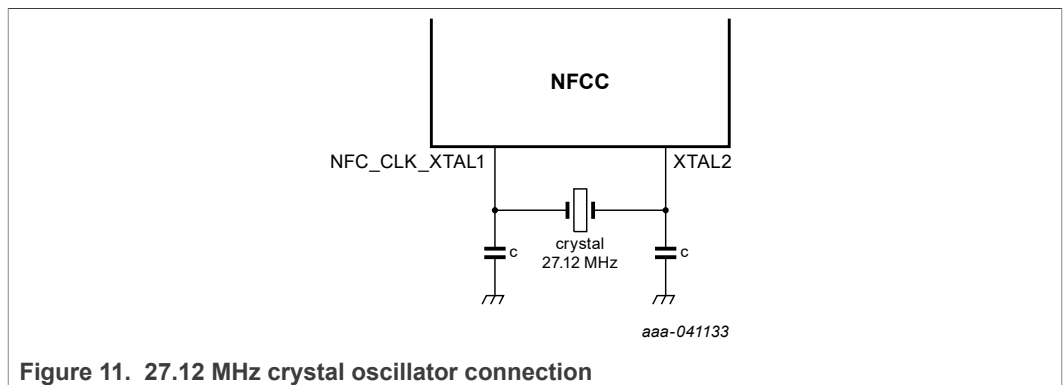 NFCC
NFC_CLK_XTAL1 XTAL2
c crystal c
27.12 MHz
aaa-041133
Figure 11. 27.12 MHz crystal oscillator connection